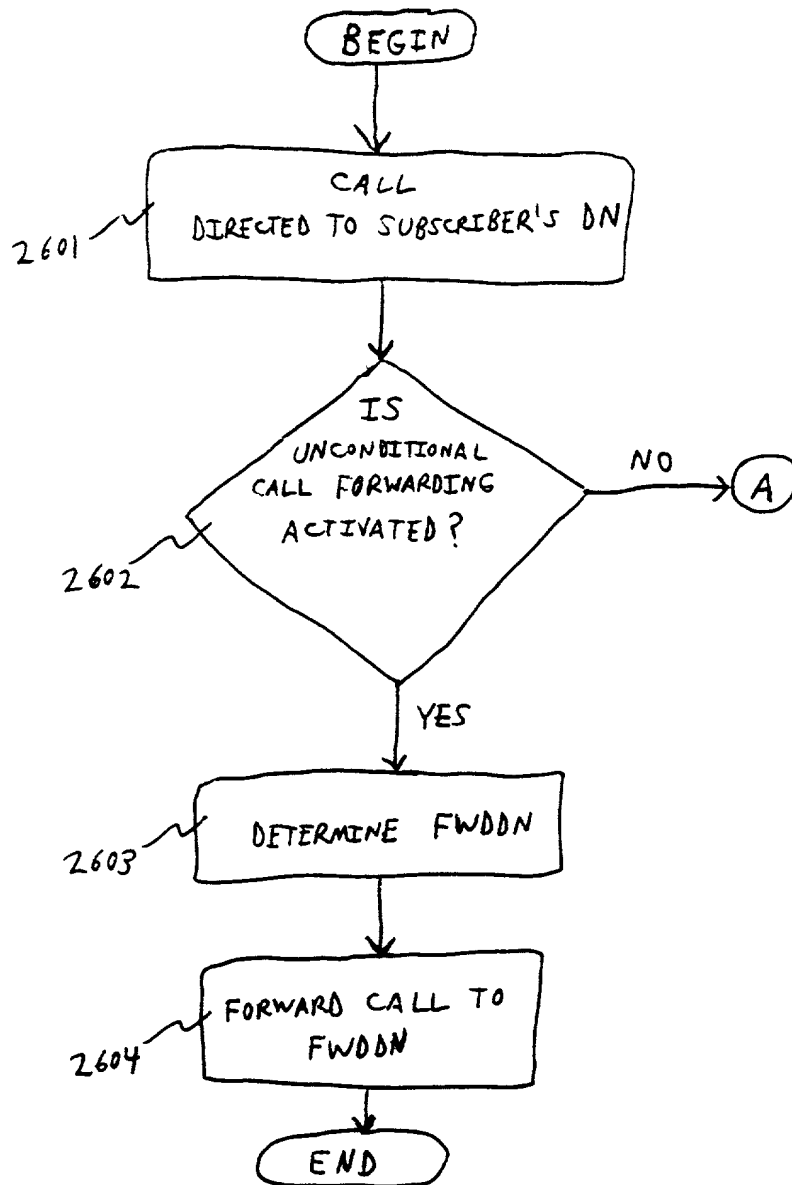 BEGIN
CALL
DIRECTED TO SUBSCRIBER'S DN
2601
IS
UNCONDITIONAL
CALL FORWARDING
ACTIVATED?
NO
A
2602
YES
DETERMINE FWDDN
2603
FORWARD CALL TO
FWDDN
2604
END